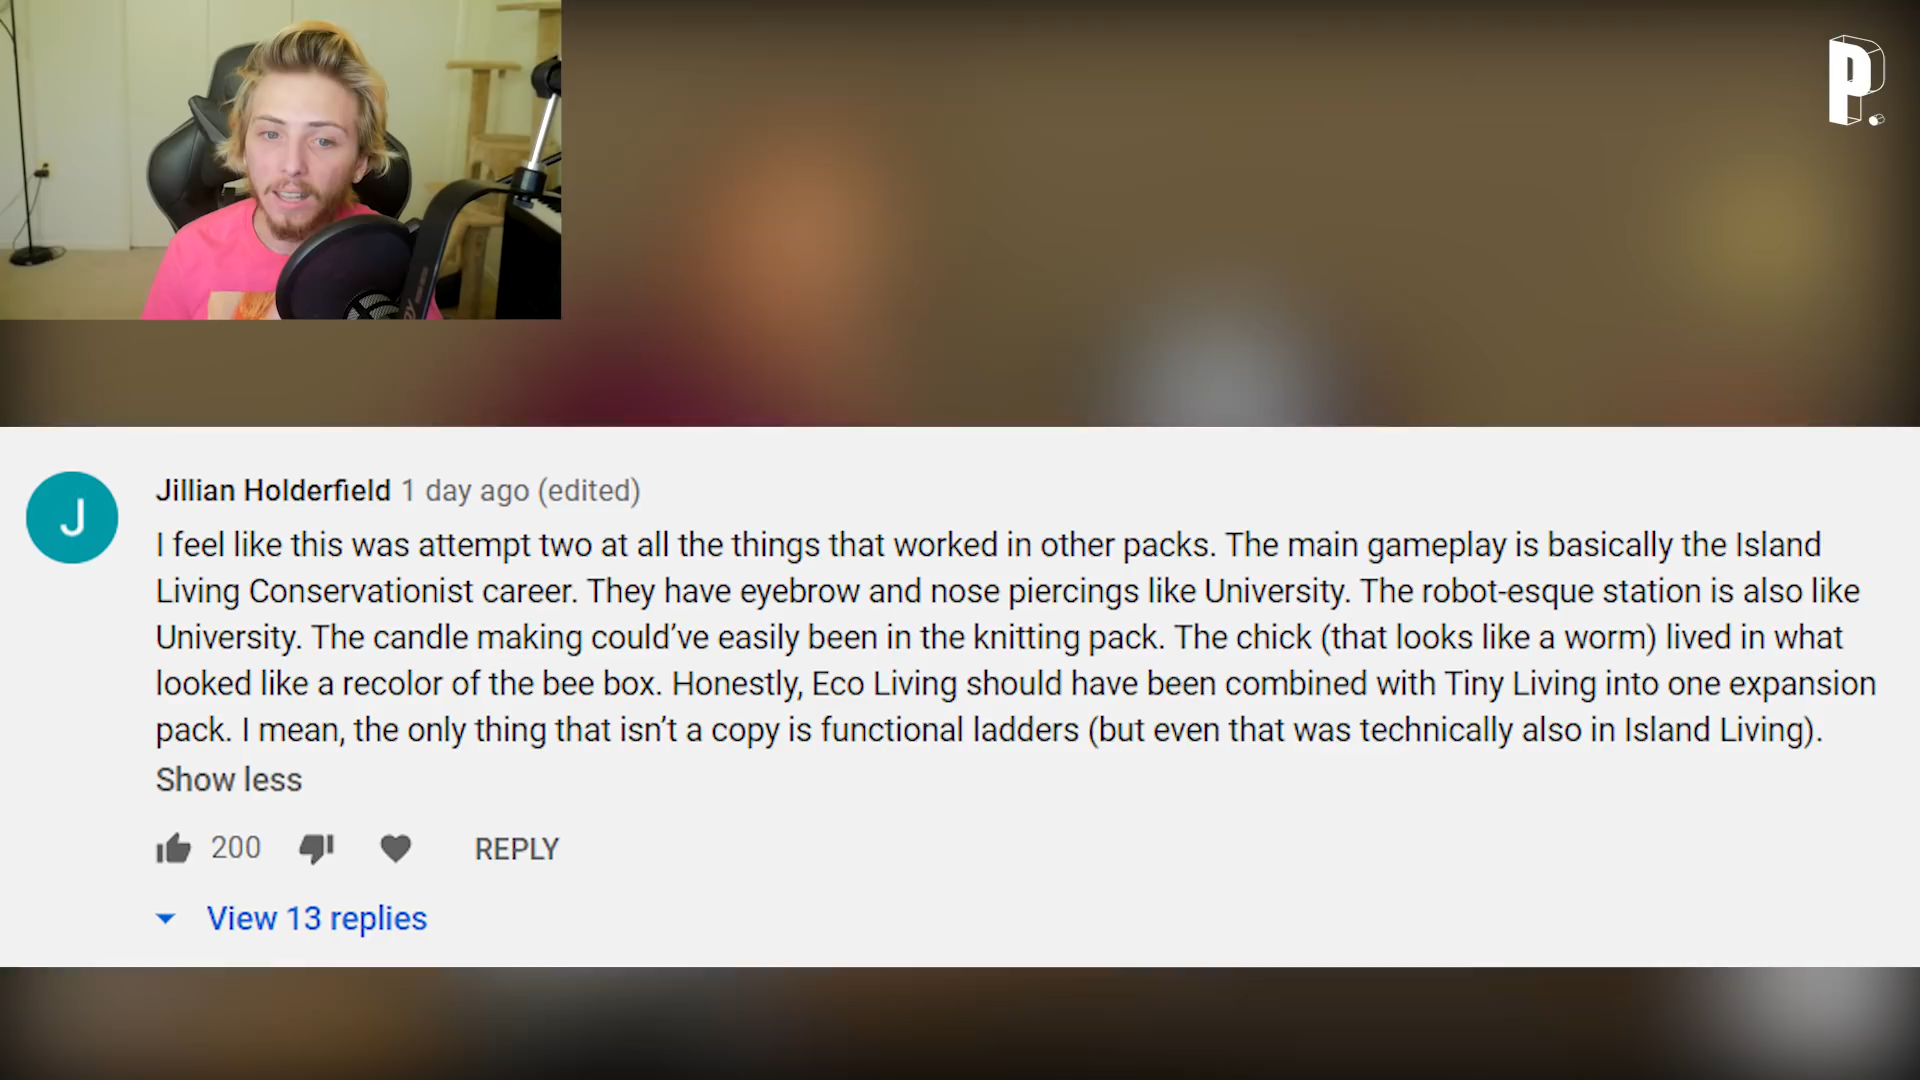 P.
Jillian Holderfield 1 day ago (edited)
I feel like this was attempt two at all the things that worked in other packs. The main gameplay is basically the Island
Living Conservationist career. They have eyebrow and nose piercings like University. The robot-esque station is also like
University. The candle making could’ve easily been in the knitting pack. The chick (that looks like a worm) lived in what
looked like a recolor of the bee box. Honestly, Eco Living should have been combined with Tiny Living into one expansion
pack. I mean, the only thing that isn’t a copy is functional ladders (but even that was technically also in Island Living).
J
Show less
200 REPLY
View 13 replies